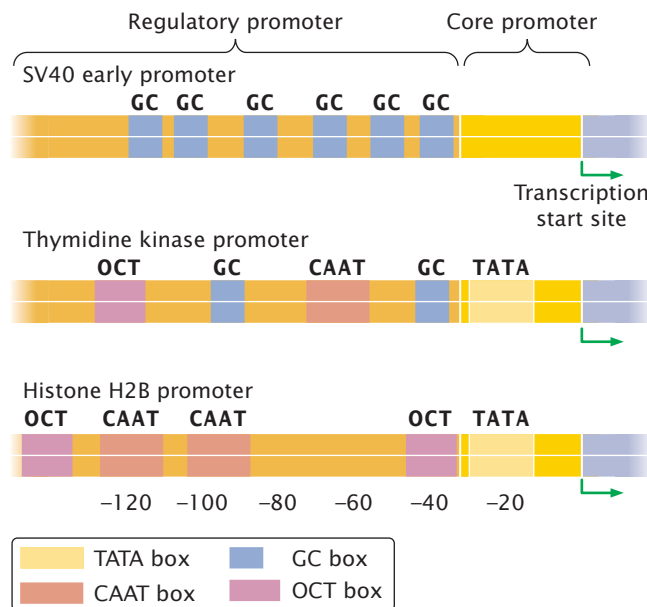 Regulatory promoter Core promoter
SV40 early promoter
GC GC GC GC GC GC
Transcription
start site
Thymidine kinase promoter
OCT GC CAAT GC TATA
Histone H2B promoter
OCT CAAT CAAT OCT TATA
–120 –100 –80 –60 –40 –20
TATA box GC box
CAAT box OCT box